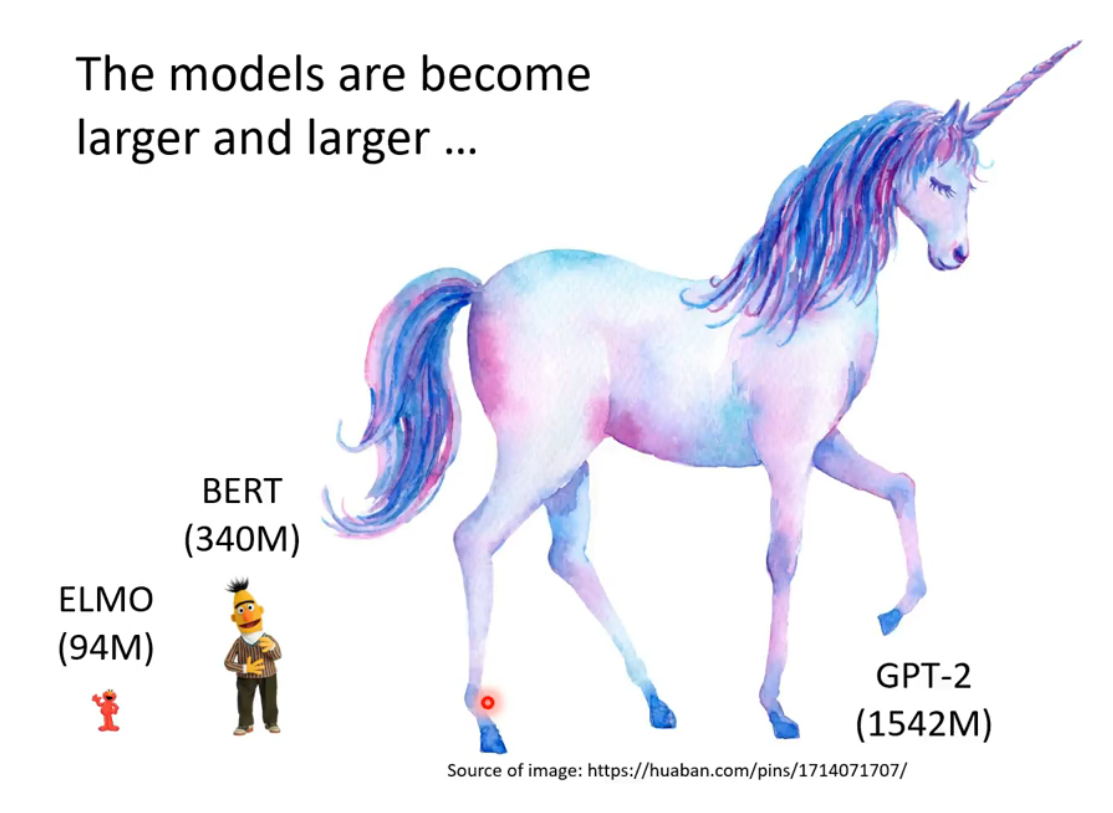 The models are become
larger and larger ...
BERT
(340M)
ELMO
(94M)
GPT-2
(1542M)
Source of image: https://huaban.com/pins/1714071707/